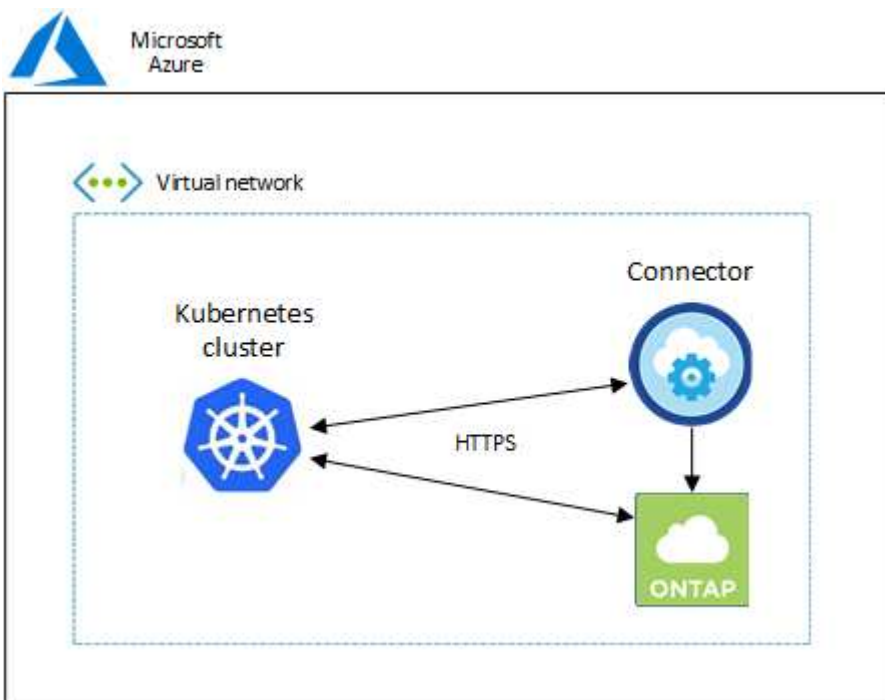 Microsoft
Azure
Virtual network
Connector
Kubernetes
cluster
HTTPS
ONTAP